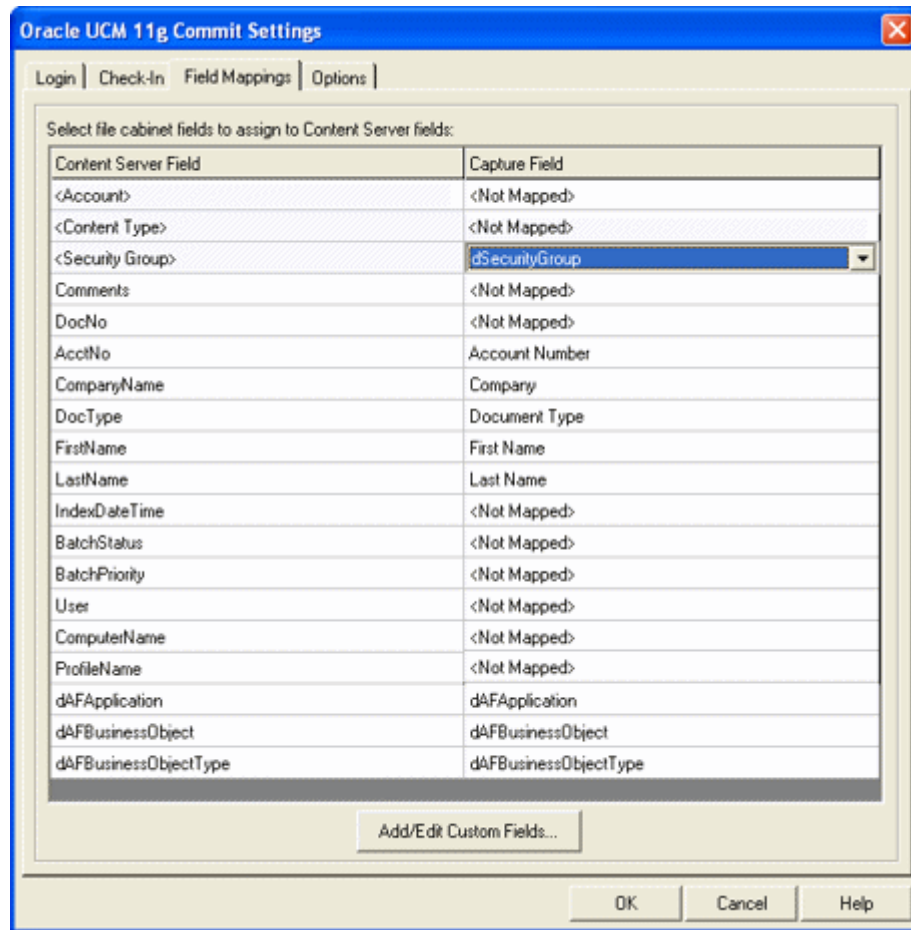 Oracle UCM 11g Commit Settings
Login Check-In Field Mappings Options
Select file cabinet fields to assign to Content Server fields:
Content Server Field Capture Field
<Account> <Not Mapped>
<Content Type> <Not Mapped>
<Security Group> dSecurityGroup
Comments <Not Mapped>
DocNo <Not Mapped>
AcctNo Account Number
CompanyName Company
DocType Document Type
FirstName First Name
LastName Last Name
IndexDateTime <Not Mapped>
BatchStatus <Not Mapped>
BatchPriority <Not Mapped>
User <Not Mapped>
ComputerName <Not Mapped>
ProfileName <Not Mapped>
dAFApplication dAFApplication
dAFBusinessObject dAFBusinessObject
dAFBusinessObjectType dAFBusinessObjectType
Add/Edit Custom Fields...
OK Cancel Help